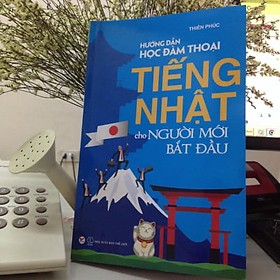 THIÊN PHÚC
HƯỚNG DẪN
HỌC ĐÀM THOẠI
TIẾNG
NHẬT
cho NGƯỜI MỚI
BẮT ĐẦU